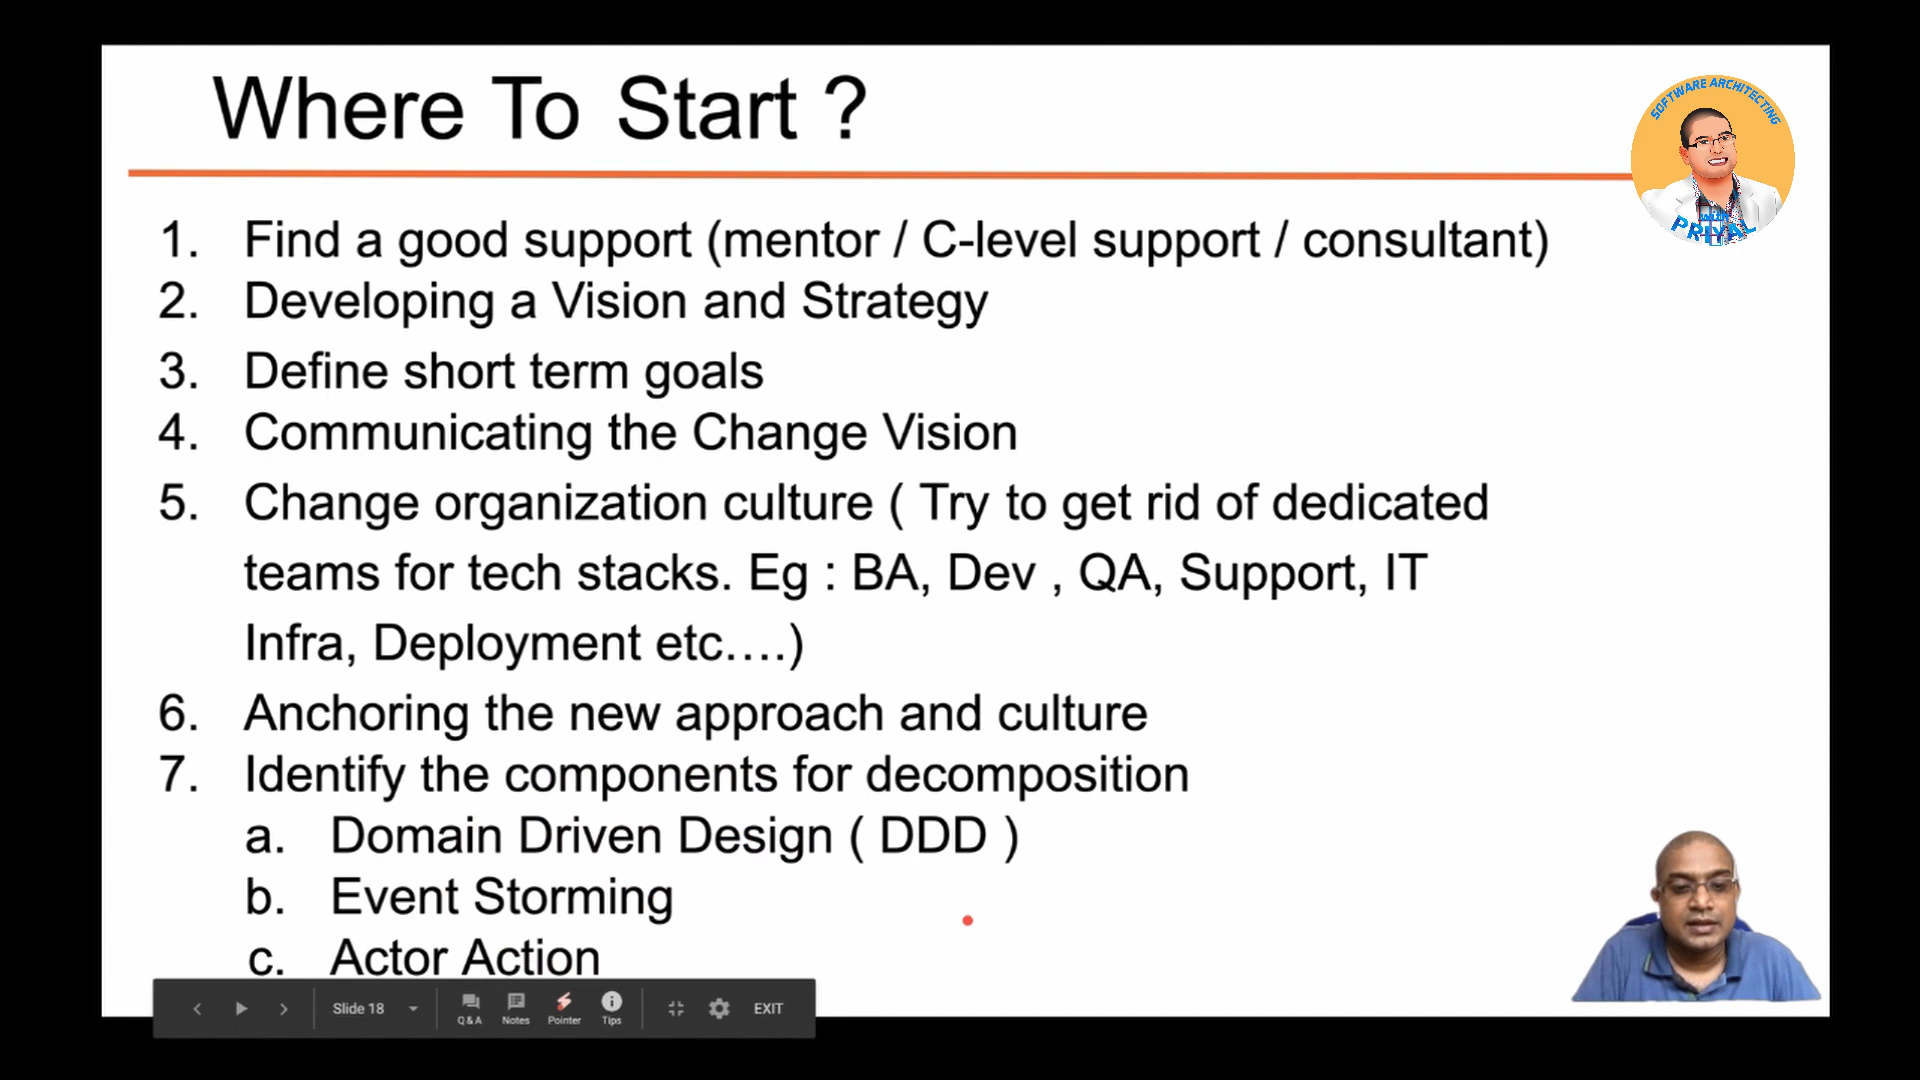 Where To Start ?
SOFTWARE ARCHITECTING
PRIYAL
1. Find a good support (mentor / C-level support / consultant)
2. Developing a Vision and Strategy
3. Define short term goals
4. Communicating the Change Vision
5. Change organization culture ( Try to get rid of dedicated
teams for tech stacks. Eg : BA, Dev , QA, Support, IT
Infra, Deployment etc....)
6. Anchoring the new approach and culture
7. Identify the components for decomposition
a. Domain Driven Design ( DDD )
b. Event Storming
c. Actor Action
Slide 18
Q&A Notes Pointer Tips
EXIT